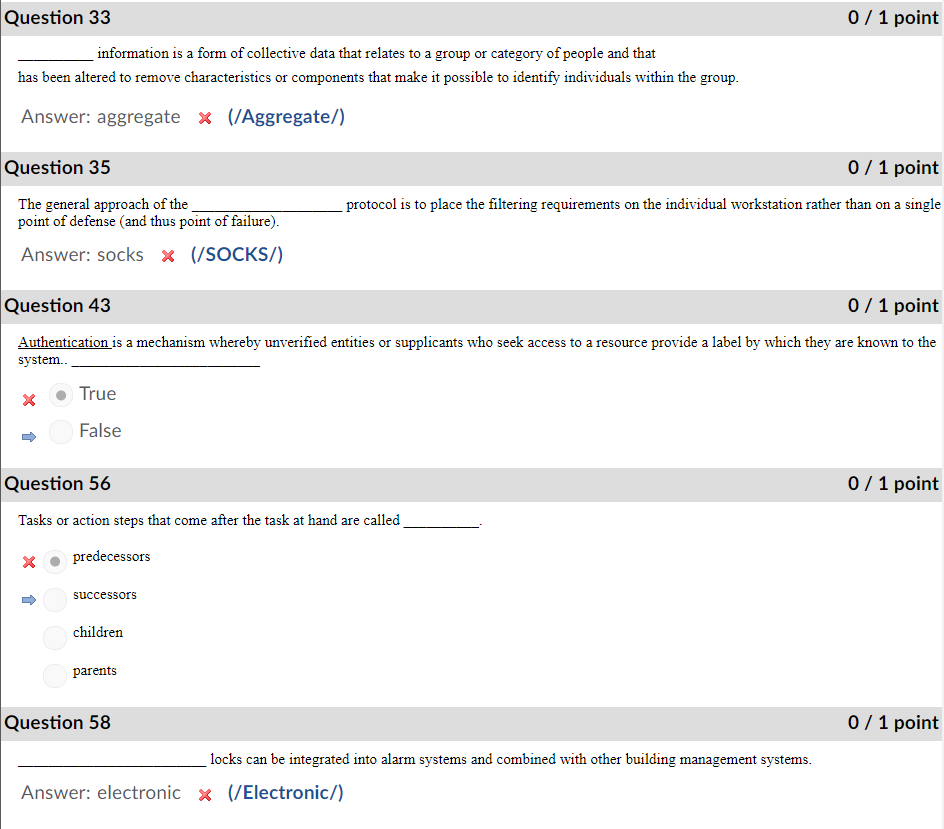 Question 33 0 / 1 point
__________ information is a form of collective data that relates to a group or category of people and that
has been altered to remove characteristics or components that make it possible to identify individuals within the group.
Answer: aggregate (/Aggregate/)
Question 35 0 / 1 point
The general approach of the ____________________ protocol is to place the filtering requirements on the individual workstation rather than on a single
point of defense (and thus point of failure).
Answer: socks (/SOCKS/)
Question 43 0 / 1 point
Authentication is a mechanism whereby unverified entities or supplicants who seek access to a resource provide a label by which they are known to the
system.. _________________________
True
False
Question 56 0 / 1 point
Tasks or action steps that come after the task at hand are called __________.
predecessors
successors
children
parents
Question 58 0 / 1 point
_________________________ locks can be integrated into alarm systems and combined with other building management systems.
Answer: electronic (/Electronic/)